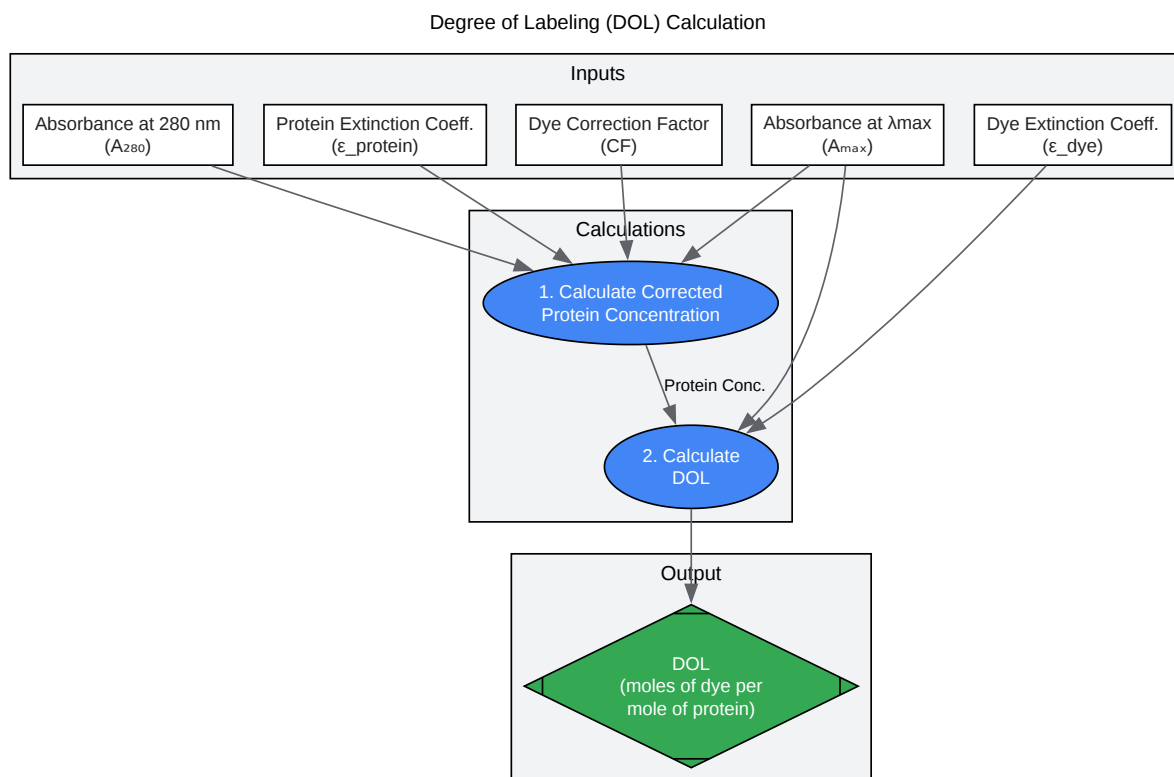 Degree of Labeling (DOL) Calculation
Inputs
Absorbance at 280 nm
(A₂₈₀)
Protein Extinction Coeff.
(ε_protein)
Dye Correction Factor
(CF)
Absorbance at λmax
(Aₘₐₓ)
Dye Extinction Coeff.
(ε_dye)
Calculations
1. Calculate Corrected
Protein Concentration
Protein Conc.
2. Calculate
DOL
Output
DOL
(moles of dye per
mole of protein)